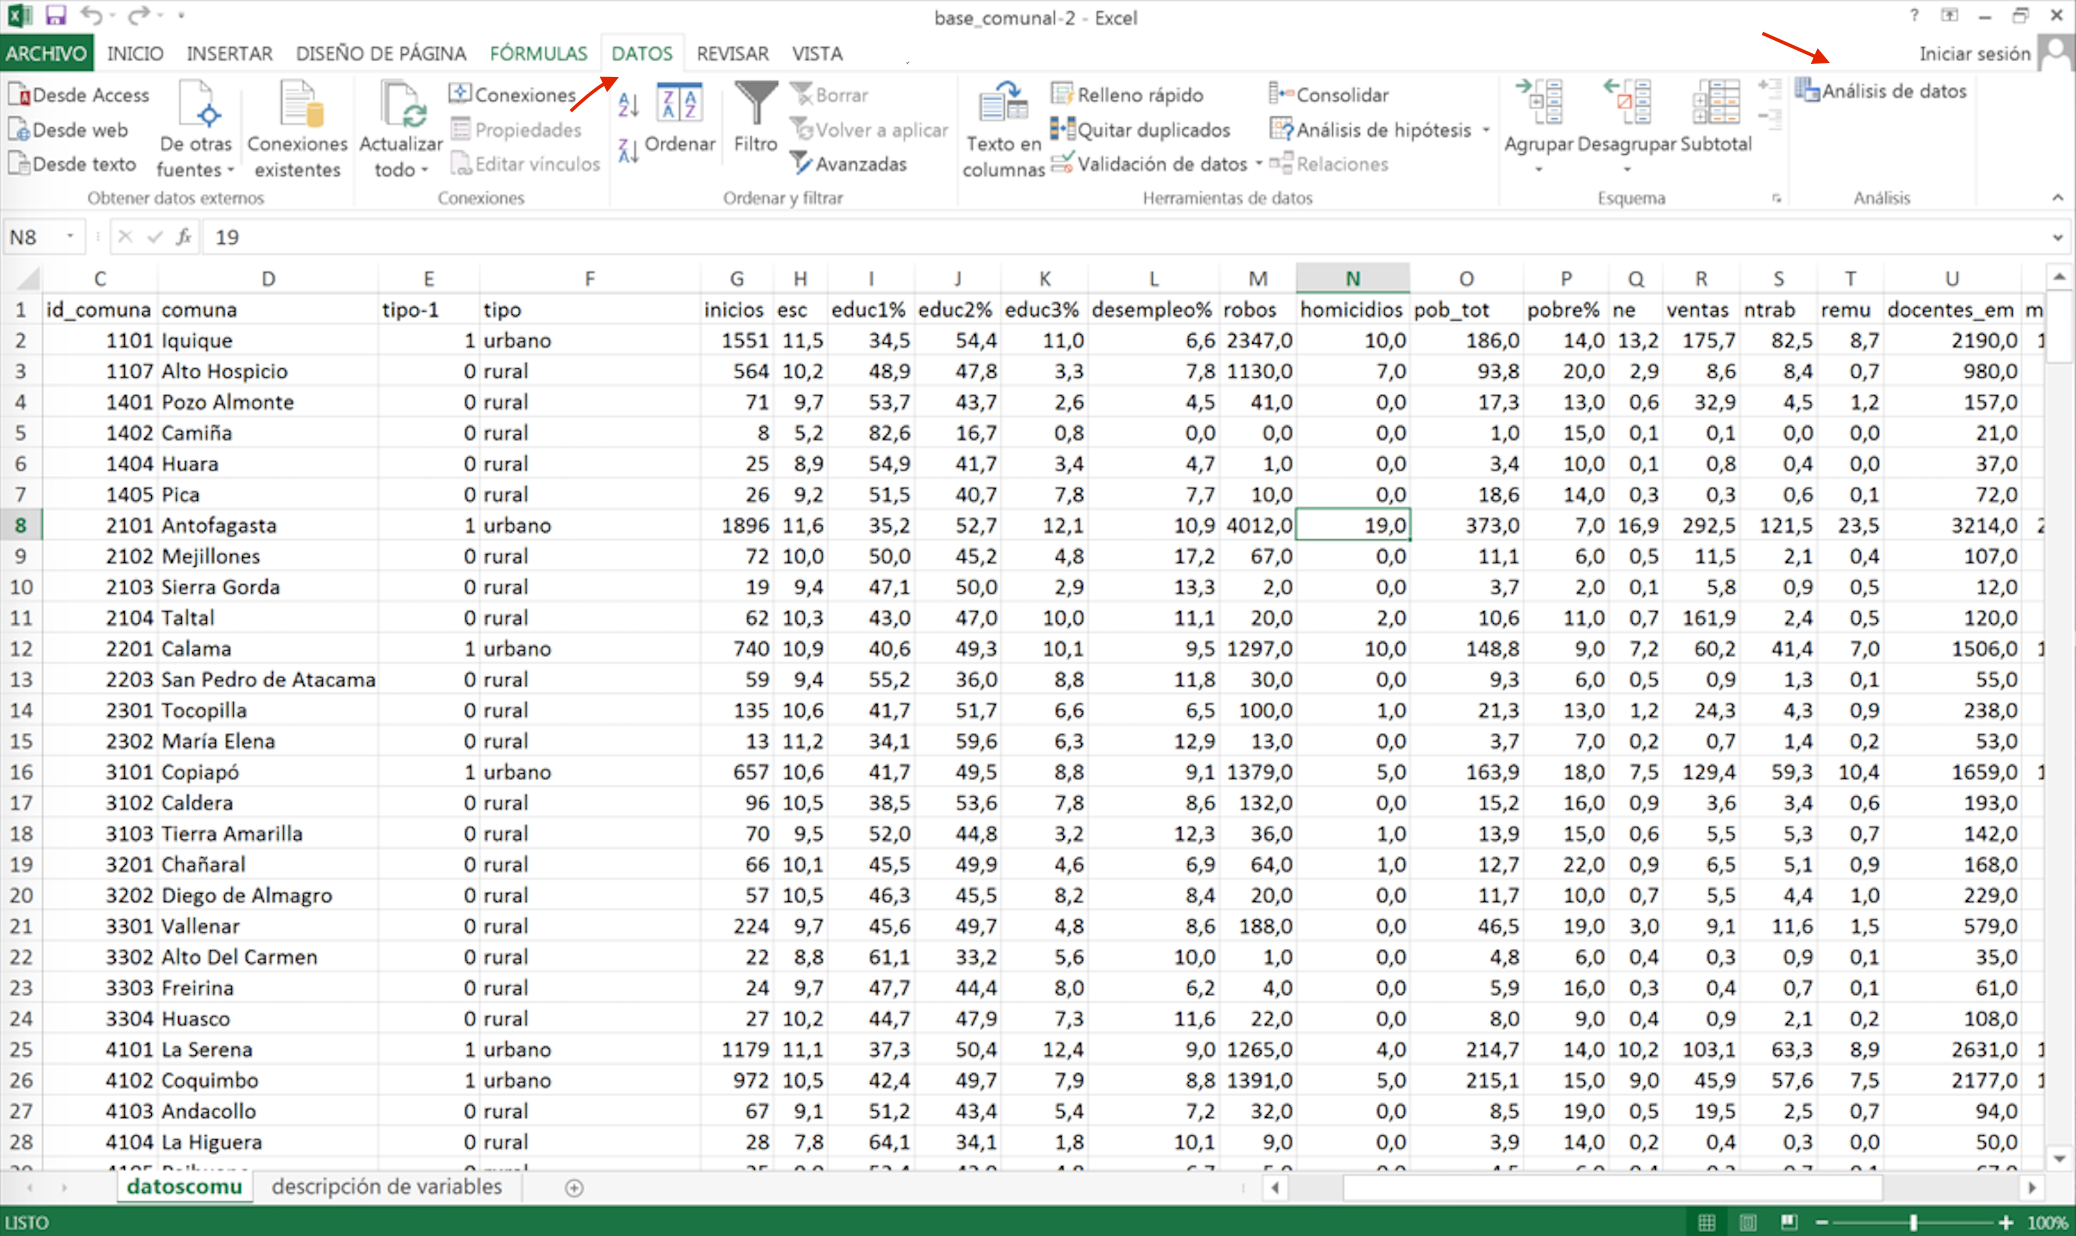 base_comunal-2 - Excel
?
ARCHIVO INICIO INSERTAR DISEÑO DE PÁGINA FÓRMULAS DATOS REVISAR VISTA Iniciar sesión
Desde Access
Desde web
Desde texto
De otras
fuentes
Conexiones
existentes
Obtener datos externos
Actualizar
todo
Conexiones
Propiedades
Editar vínculos
Conexiones
Ordenar
Filtro
Borrar
Volver a aplicar
Avanzadas
Ordenar y filtrar
Texto en
columnas
Relleno rápido
Quitar duplicados
Validación de datos
Consolidar
Análisis de hipótesis
Relaciones
Herramientas de datos
Agrupar Desagrupar Subtotal
Esquema
Análisis de datos
Análisis
N8 fx 19
C D E F G H I J K L M N O P Q R S T U
1 id_comuna comuna tipo-1 tipo inicios esc educ1% educ2% educ3% desempleo% robos homicidios pob_tot pobre% ne ventas ntrab remu docentes_em m
2 1101 Iquique 1 urbano 1551 11,5 34,5 54,4 11,0 6,6 2347,0 10,0 186,0 14,0 13,2 175,7 82,5 8,7 2190,0 1
3 1107 Alto Hospicio 0 rural 564 10,2 48,9 47,8 3,3 7,8 1130,0 7,0 93,8 20,0 2,9 8,6 8,4 0,7 980,0
4 1401 Pozo Almonte 0 rural 71 9,7 53,7 43,7 2,6 4,5 41,0 0,0 17,3 13,0 0,6 32,9 4,5 1,2 157,0
5 1402 Camiña 0 rural 8 5,2 82,6 16,7 0,8 0,0 0,0 0,0 1,0 15,0 0,1 0,1 0,0 0,0 21,0
6 1404 Huara 0 rural 25 8,9 54,9 41,7 3,4 4,7 1,0 0,0 3,4 10,0 0,1 0,8 0,4 0,0 37,0
7 1405 Pica 0 rural 26 9,2 51,5 40,7 7,8 7,7 10,0 0,0 18,6 14,0 0,3 0,3 0,6 0,1 72,0
8 2101 Antofagasta 1 urbano 1896 11,6 35,2 52,7 12,1 10,9 4012,0 19,0 373,0 7,0 16,9 292,5 121,5 23,5 3214,0 2
9 2102 Mejillones 0 rural 72 10,0 50,0 45,2 4,8 17,2 67,0 0,0 11,1 6,0 0,5 11,5 2,1 0,4 107,0
10 2103 Sierra Gorda 0 rural 19 9,4 47,1 50,0 2,9 13,3 2,0 0,0 3,7 2,0 0,1 5,8 0,9 0,5 12,0
11 2104 Taltal 0 rural 62 10,3 43,0 47,0 10,0 11,1 20,0 2,0 10,6 11,0 0,7 161,9 2,4 0,5 120,0
12 2201 Calama 1 urbano 740 10,9 40,6 49,3 10,1 9,5 1297,0 10,0 148,8 9,0 7,2 60,2 41,4 7,0 1506,0 1
13 2203 San Pedro de Atacama 0 rural 59 9,4 55,2 36,0 8,8 11,8 30,0 0,0 9,3 6,0 0,5 0,9 1,3 0,1 55,0
14 2301 Tocopilla 0 rural 135 10,6 41,7 51,7 6,6 6,5 100,0 1,0 21,3 13,0 1,2 24,3 4,3 0,9 238,0
15 2302 María Elena 0 rural 13 11,2 34,1 59,6 6,3 12,9 13,0 0,0 3,7 7,0 0,2 0,7 1,4 0,2 53,0
16 3101 Copiapó 1 urbano 657 10,6 41,7 49,5 8,8 9,1 1379,0 5,0 163,9 18,0 7,5 129,4 59,3 10,4 1659,0 1
17 3102 Caldera 0 rural 96 10,5 38,5 53,6 7,8 8,6 132,0 0,0 15,2 16,0 0,9 3,6 3,4 0,6 193,0
18 3103 Tierra Amarilla 0 rural 70 9,5 52,0 44,8 3,2 12,3 36,0 1,0 13,9 15,0 0,6 5,5 5,3 0,7 142,0
19 3201 Chañaral 0 rural 66 10,1 45,5 49,9 4,6 6,9 64,0 1,0 12,7 22,0 0,9 6,5 5,1 0,9 168,0
20 3202 Diego de Almagro 0 rural 57 10,5 46,3 45,5 8,2 8,4 20,0 0,0 11,7 10,0 0,7 5,5 4,4 1,0 229,0
21 3301 Vallenar 0 rural 224 9,7 45,6 49,7 4,8 8,6 188,0 0,0 46,5 19,0 3,0 9,1 11,6 1,5 579,0
22 3302 Alto Del Carmen 0 rural 22 8,8 61,1 33,2 5,6 10,0 1,0 0,0 4,8 6,0 0,4 0,3 0,9 0,1 35,0
23 3303 Freirina 0 rural 24 9,7 47,7 44,4 8,0 6,2 4,0 0,0 5,9 16,0 0,3 0,4 0,7 0,1 61,0
24 3304 Huasco 0 rural 27 10,2 44,7 47,9 7,3 11,6 22,0 0,0 8,0 9,0 0,4 0,9 2,1 0,2 108,0
25 4101 La Serena 1 urbano 1179 11,1 37,3 50,4 12,4 9,0 1265,0 4,0 214,7 14,0 10,2 103,1 63,3 8,9 2631,0 1
26 4102 Coquimbo 1 urbano 972 10,5 42,4 49,7 7,9 8,8 1391,0 5,0 215,1 15,0 9,0 45,9 57,6 7,5 2177,0 1
27 4103 Andacollo 0 rural 67 9,1 51,2 43,4 5,4 7,2 32,0 0,0 8,5 19,0 0,5 19,5 2,5 0,7 94,0
28 4104 La Higuera 0 rural 28 7,8 64,1 34,1 1,8 10,1 9,0 0,0 3,9 14,0 0,2 0,4 0,3 0,0 50,0
datoscomu descripción de variables
LISTO 100%